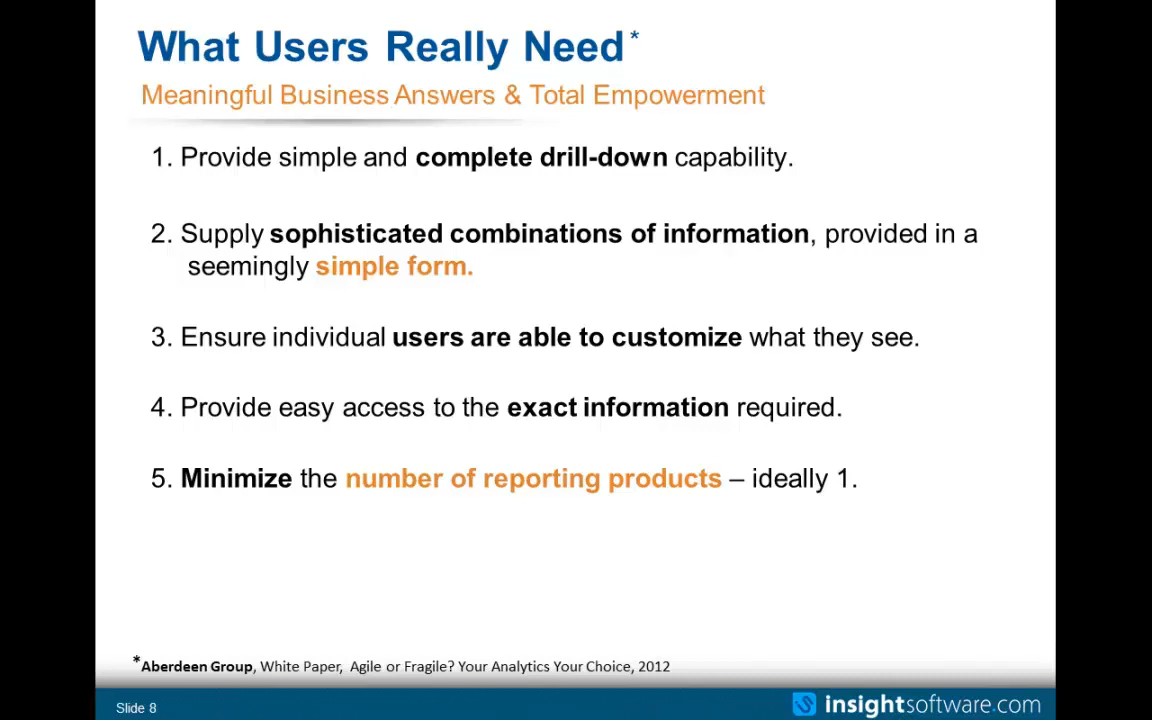 What Users Really Need*
Meaningful Business Answers & Total Empowerment
1. Provide simple and complete drill-down capability.
2. Supply sophisticated combinations of information, provided in a
seemingly simple form.
3. Ensure individual users are able to customize what they see.
4. Provide easy access to the exact information required.
5. Minimize the number of reporting products – ideally 1.
*Aberdeen Group, White Paper, Agile or Fragile? Your Analytics Your Choice, 2012
Slide 8
insightsoftware.com